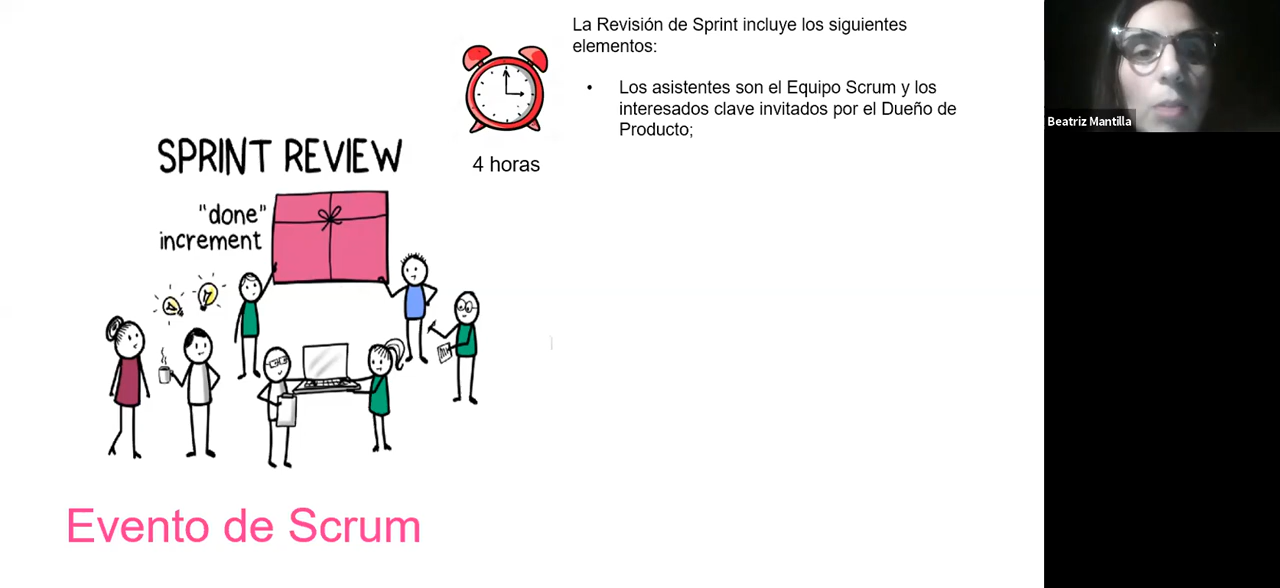 La Revisión de Sprint incluye los siguientes
elementos:
• Los asistentes son el Equipo Scrum y los
interesados clave invitados por el Dueño de
Producto;
4 horas
SPRINT REVIEW
"done"
increment
Evento de Scrum
Beatriz Mantilla